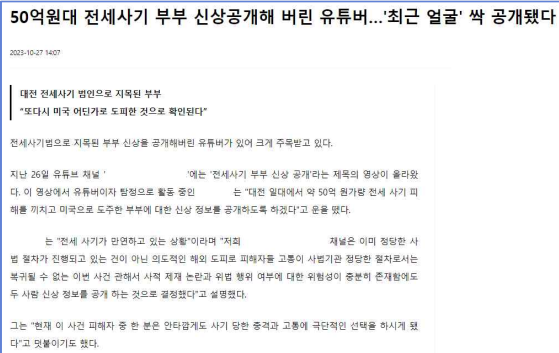 50억원대 전세사기 부부 신상공개해 버린 유튜버...'최근 얼굴' 싹 공개됐다
2023-10-27 14:07
대전 전세사기 범인으로 지목된 부부
“또다시 미국 어딘가로 도피한 것으로 확인된다”
전세사기범으로 지목된 부부 신상을 공개해버린 유튜버가 있어 크게 주목받고 있다.
지난 26일 유튜브 채널 ' '에는 '전세사기 부부 신상 공개'라는 제목의 영상이 올라왔
다. 이 영상에서 유튜버이자 탐정으로 활동 중인 는 "대전 일대에서 약 50억 원가량 전세 사기 피
해를 끼치고 미국으로 도주한 부부에 대한 신상 정보를 공개하도록 하겠다"고 운을 뗐다.
는 "전세 사기가 만연하고 있는 상황"이라며 "저희 채널은 이미 정당한 사
법 절차가 진행되고 있는 건이 아닌 의도적인 해외 도피로 피해자들 고통이 사법기관 정당한 절차로서는
복귀될 수 없는 이번 사건 관해서 사적 제재 논란과 위법 행위 여부에 대한 위험성이 충분히 존재함에도
두 사람 신상 정보를 공개 하는 것으로 결정했다"고 설명했다.
그는 "현재 이 사건 피해자 중 한 분은 안타깝게도 사기 당한 충격과 고통에 극단적인 선택을 하시게 됐
다"고 덧붙이기도 했다.